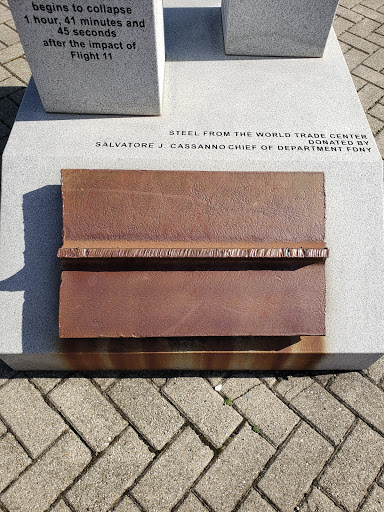 begins to collapse
1 hour, 41 minutes and
45 seconds
after the impact of
Flight 11
STEEL FROM THE WORLD TRADE CENTER
DONATED BY
SALVATORE J. CASSANNO CHIEF OF DEPARTMENT FDNY